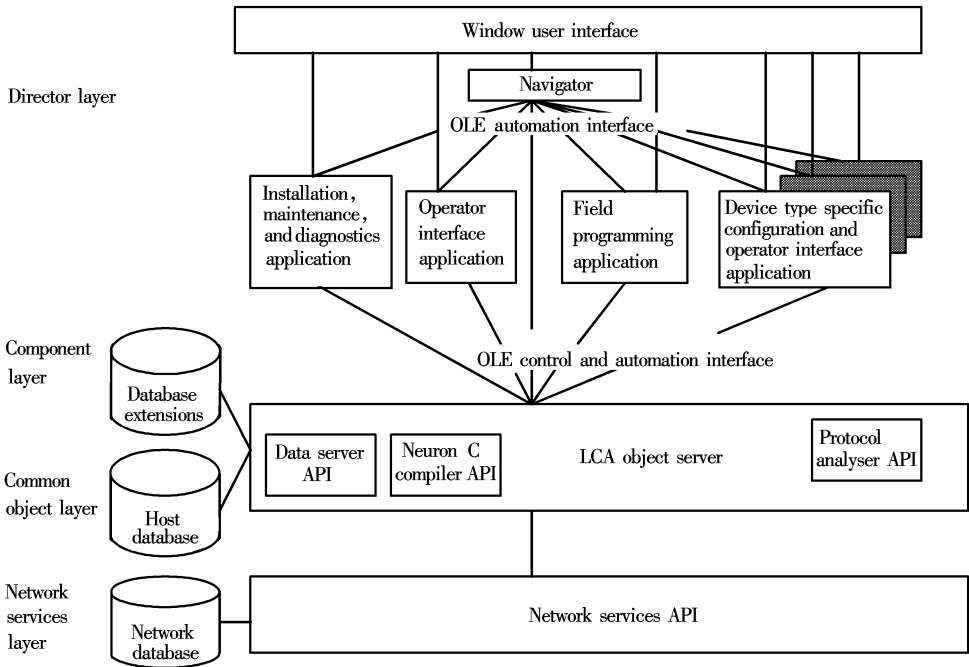 Window user interface
Director layer
Navigator
OLE automation interface
Installation,
maintenance,
and diagnostics
application
Operator
interface
application
Field
programming
application
Device type specific
configuration and
operator interface
application
Component
layer
OLE control and automation interface
Database
extensions
Data server
API
Neuron C
compiler API
LCA object server
Protocol
analyser API
Common
object layer
Host
database
Network
services
layer
Network
database
Network services API